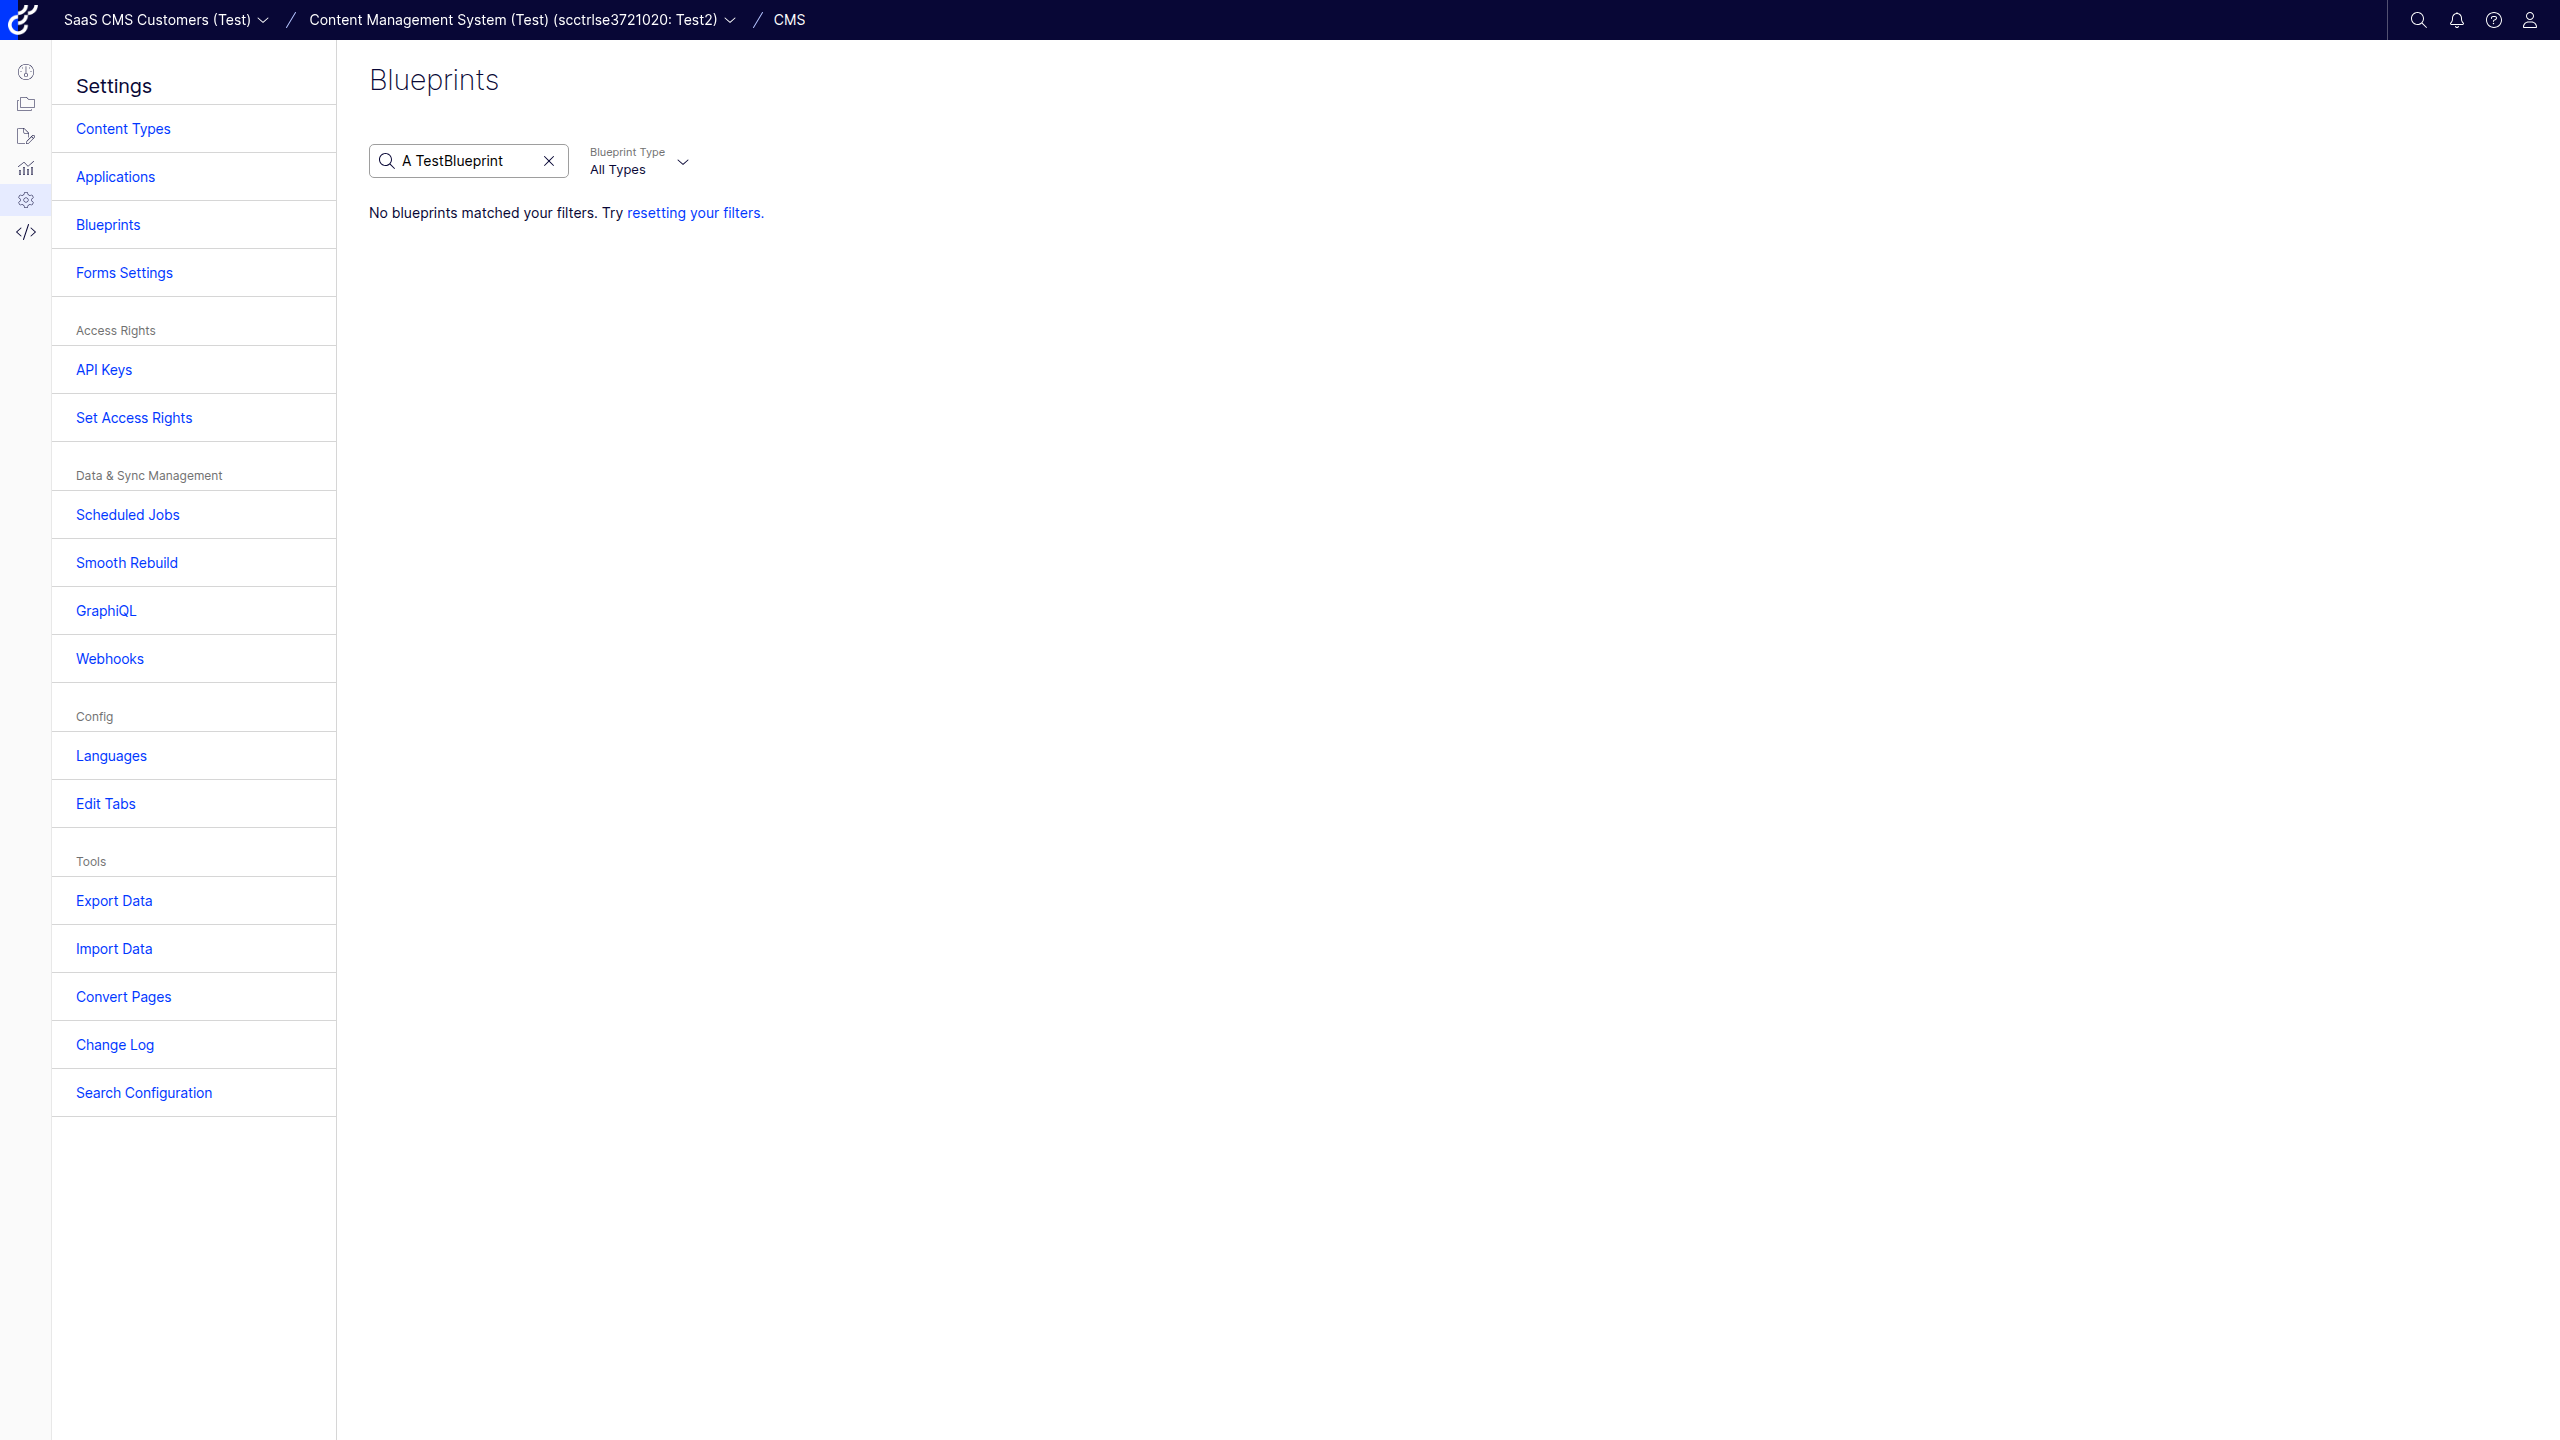 SaaS CMS Customers (Test) / Content Management System (Test) (scctrlse3721020: Test2) / CMS
Settings
Content Types
Applications
Blueprints
Forms Settings
Access Rights
API Keys
Set Access Rights
Data & Sync Management
Scheduled Jobs
Smooth Rebuild
GraphiQL
Webhooks
Config
Languages
Edit Tabs
Tools
Export Data
Import Data
Convert Pages
Change Log
Search Configuration
Blueprints
A TestBlueprint
Blueprint Type
All Types
No blueprints matched your filters. Try resetting your filters.